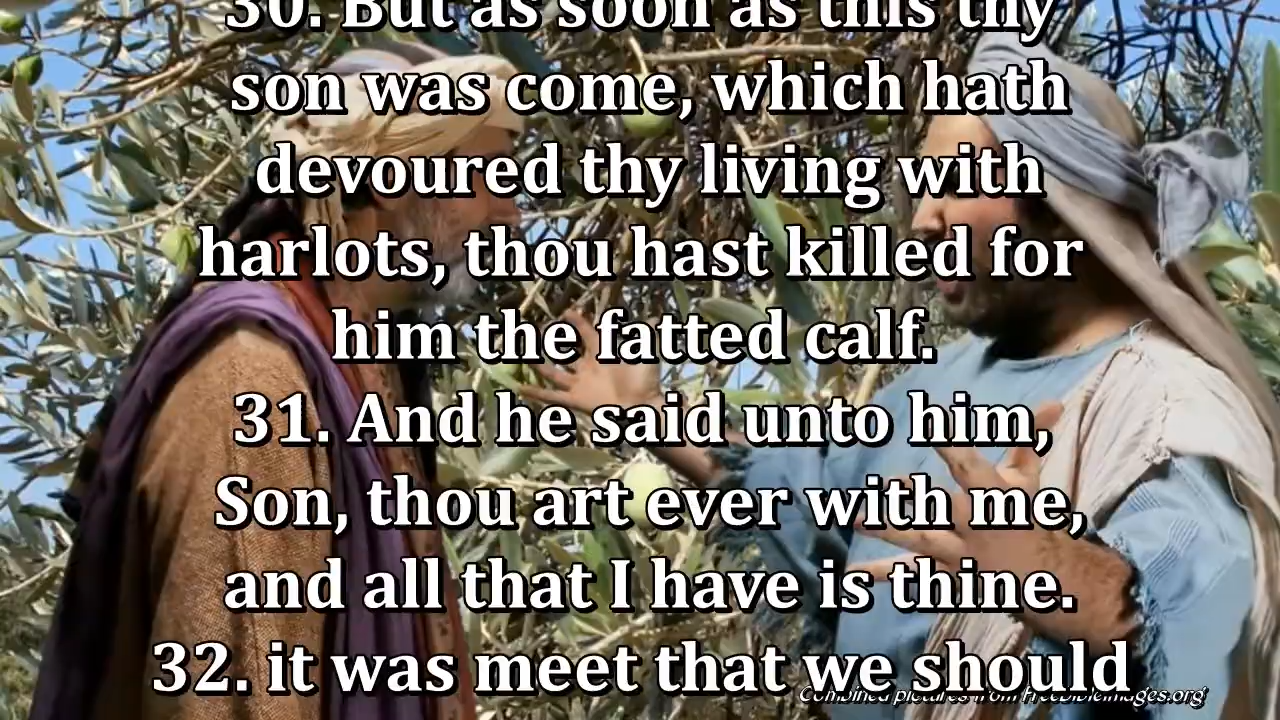 30. But as soon as this thy
son was come, which hath
devoured thy living with
harlots, thou hast killed for
him the fatted calf.
31. And he said unto him,
Son, thou art ever with me,
and all that I have is thine.
32. it was meet that we should
Combined pictures from FreeBibleimages.org